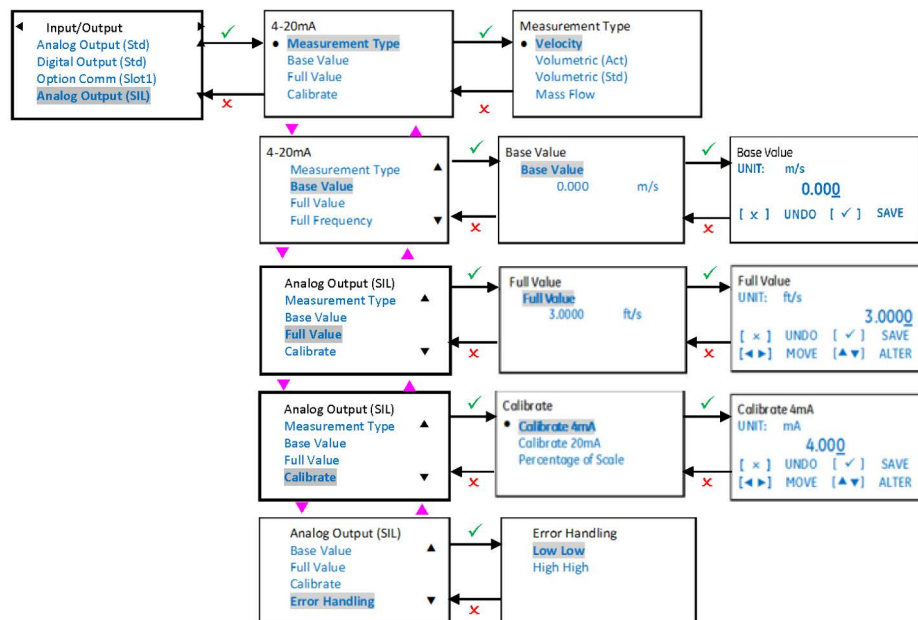 Input/Output
Analog Output (Std)
Digital Output (Std)
Option Comm (Slot1)
Analog Output (SIL)
4-20mA
Measurement Type
Base Value
Full Value
Calibrate
Measurement Type
Velocity
Volumetric (Act)
Volumetric (Std)
Mass Flow
4-20mA
Measurement Type
Base Value
Full Value
Full Frequency
Base Value
Base Value
0.000 m/s
Base Value
UNIT: m/s
0.000
[ x ] UNDO [ ✓ ] SAVE
Analog Output (SIL)
Measurement Type
Base Value
Full Value
Calibrate
Full Value
Full Value
3.0000 ft/s
Full Value
UNIT: ft/s
3.0000
[ × ] UNDO [ ✓ ] SAVE
[◄ ►] MOVE [▲ ▼] ALTER
Analog Output (SIL)
Measurement Type
Base Value
Full Value
Calibrate
Calibrate
Calibrate 4mA
Calibrate 20mA
Percentage of Scale
Calibrate 4mA
UNIT: mA
4.000
[ × ] UNDO [ ✓ ] SAVE
[◄ ►] MOVE [▲ ▼] ALTER
Analog Output (SIL)
Base Value
Full Value
Calibrate
Error Handling
Error Handling
Low Low
High High